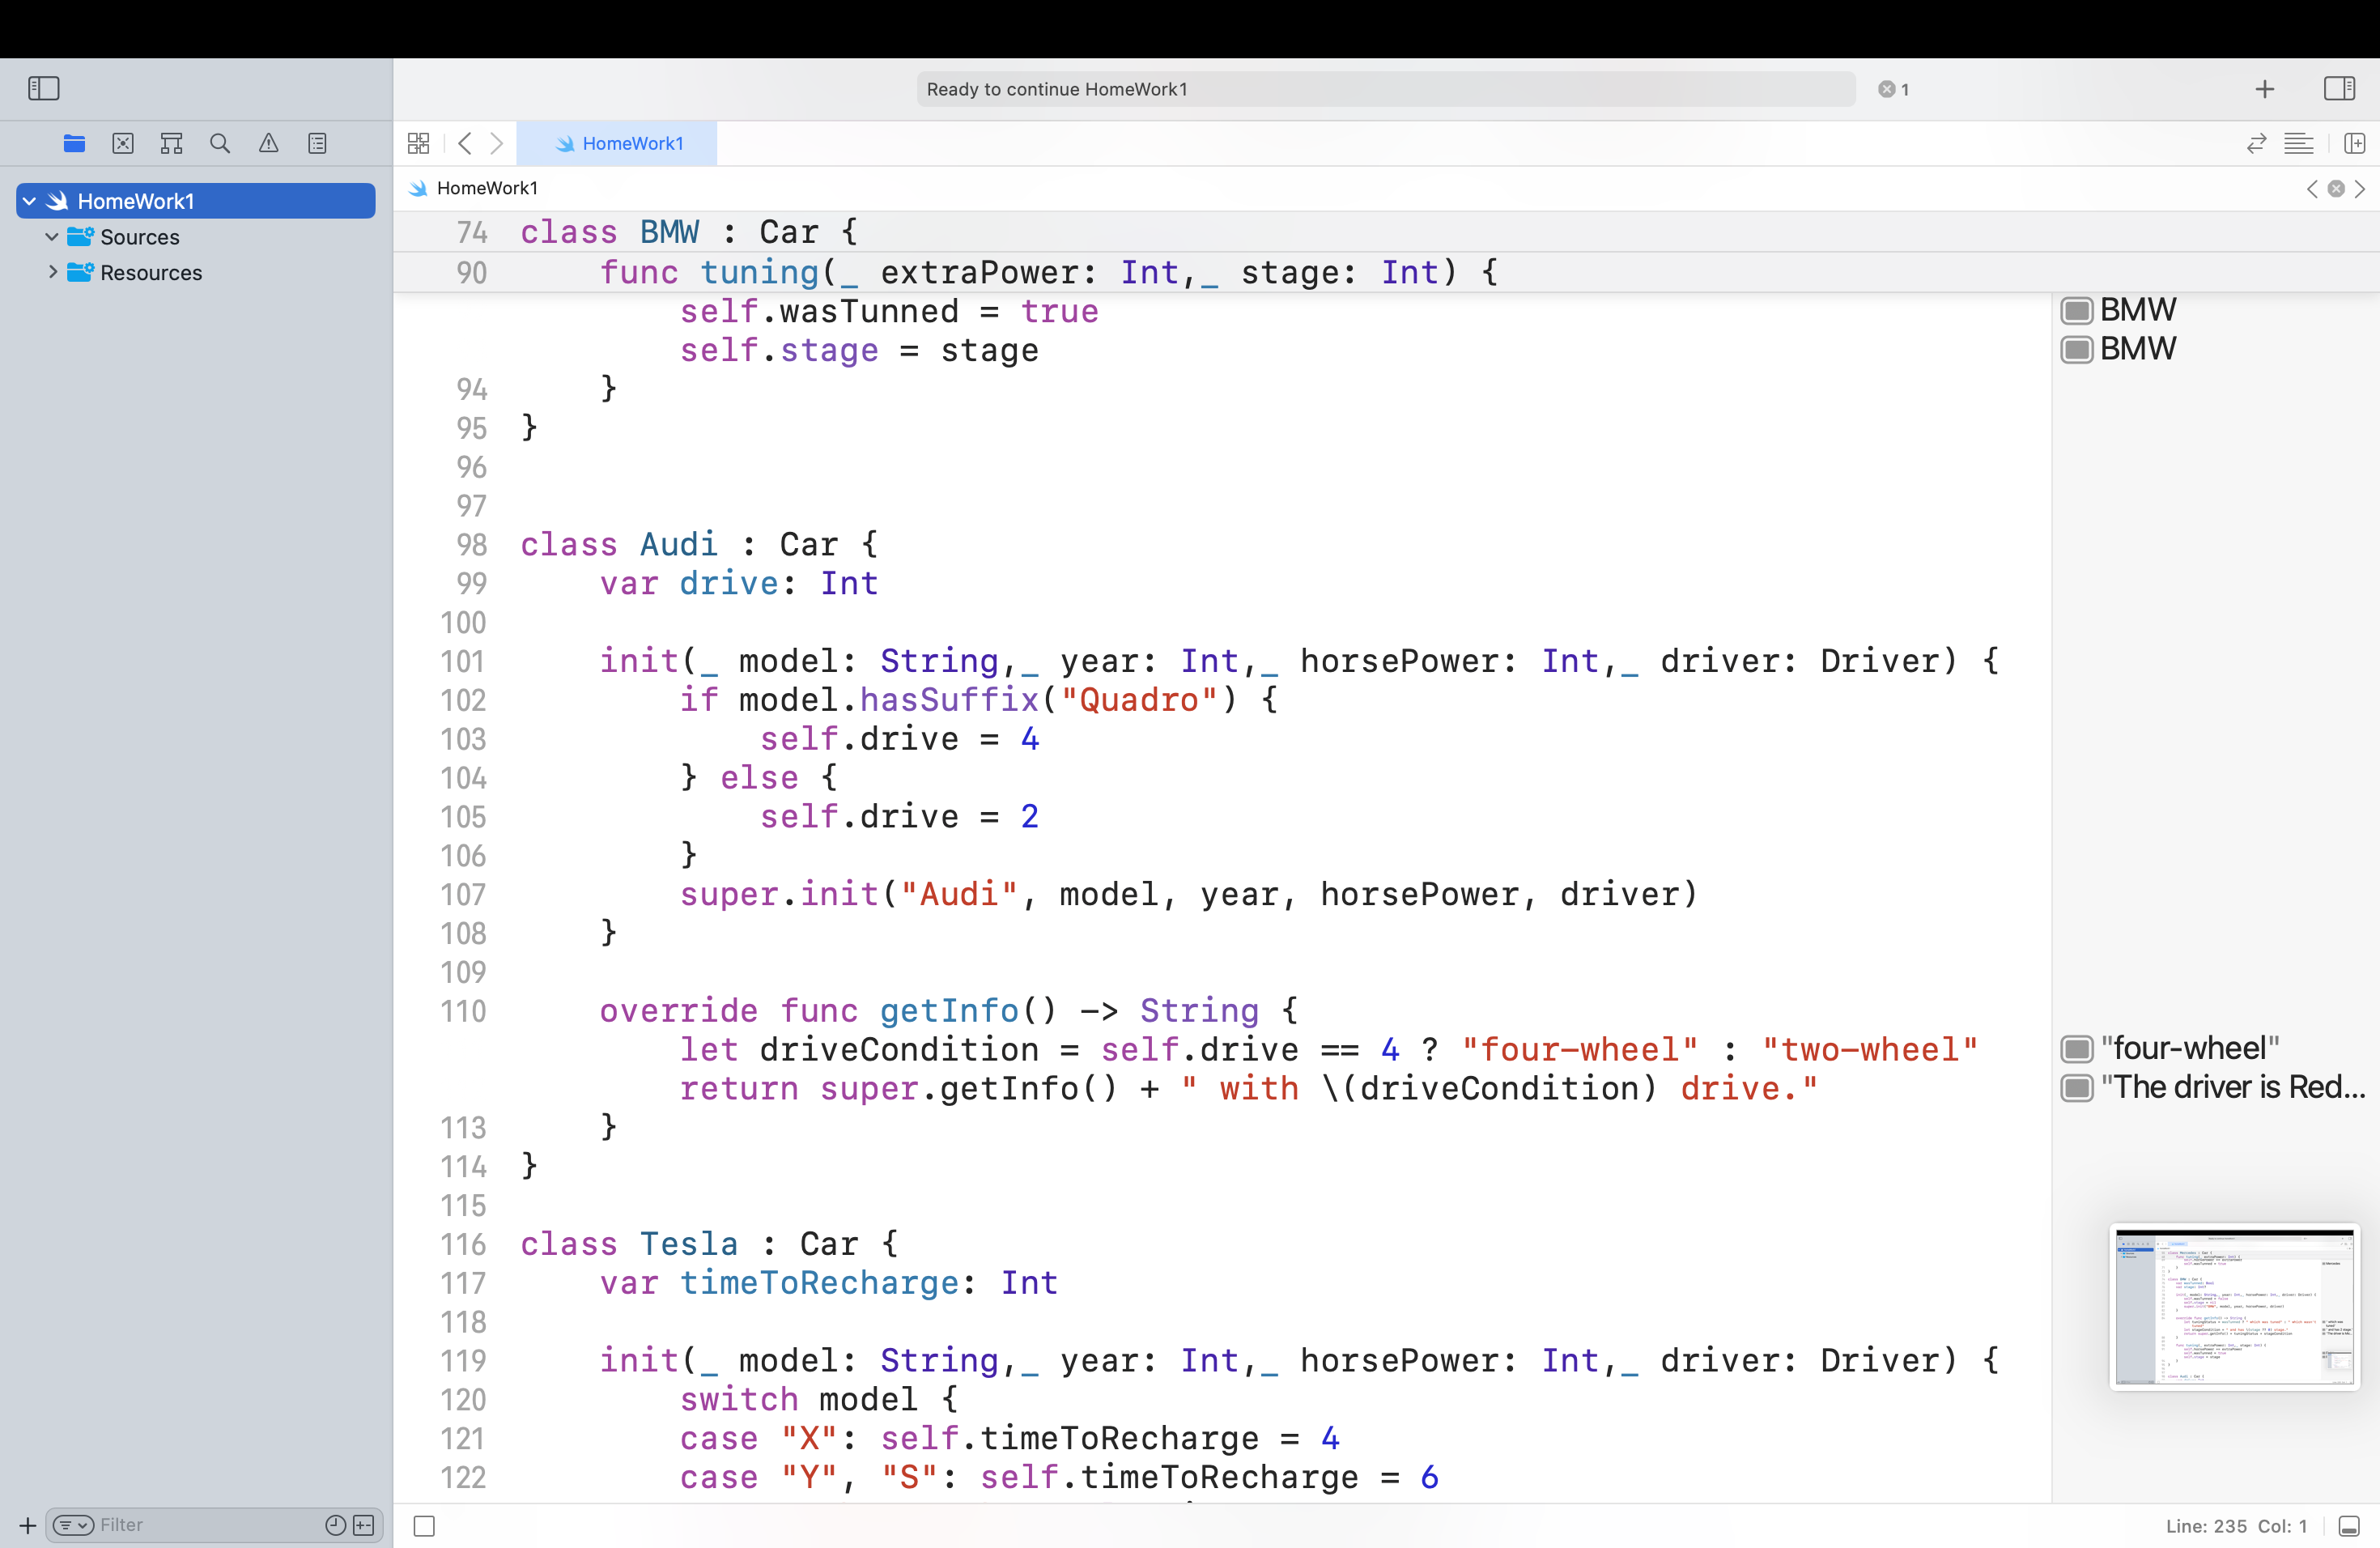 Ready to continue HomeWork1
1
HomeWork1
HomeWork1
HomeWork1
Sources
Resources
74 class BMW : Car {
90 func tuning(_ extraPower: Int,_ stage: Int) {
self.wasTunned = true
BMW
self.stage = stage
BMW
94 }
95 }
96
97
98 class Audi : Car {
99 var drive: Int
100
101 init(_ model: String,_ year: Int,_ horsePower: Int,_ driver: Driver) {
102 if model.hasSuffix("Quadro") {
103 self.drive = 4
104 } else {
105 self.drive = 2
106 }
107 super.init("Audi", model, year, horsePower, driver)
108 }
109
110 override func getInfo() -> String {
let driveCondition = self.drive == 4 ? "four-wheel" : "two-wheel"
"four-wheel"
return super.getInfo() + " with \(driveCondition) drive."
"The driver is Red...
113 }
114 }
115
116 class Tesla : Car {
117 var timeToRecharge: Int
118
119 init(_ model: String,_ year: Int,_ horsePower: Int,_ driver: Driver) {
120 switch model {
121 case "X": self.timeToRecharge = 4
122 case "Y", "S": self.timeToRecharge = 6
Filter
Line: 235 Col: 1